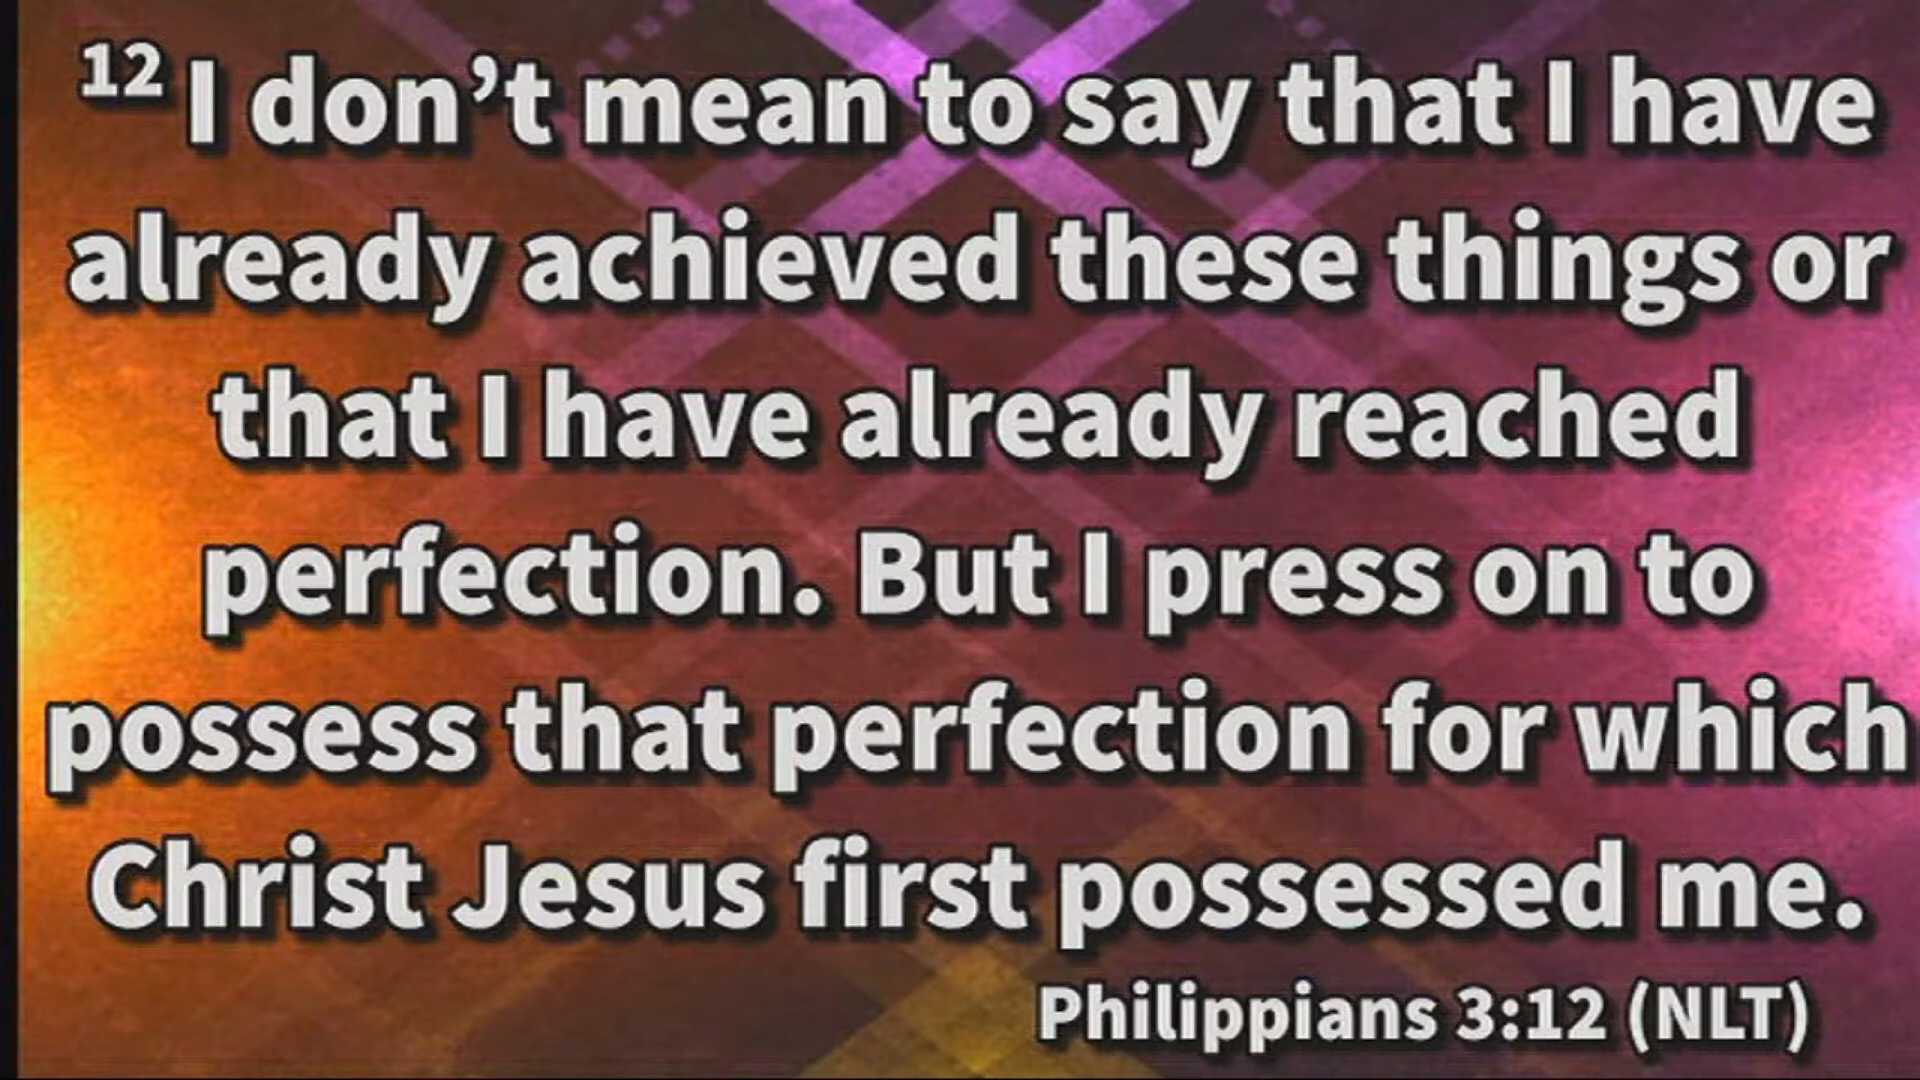 12 I don’t mean to say that I have
already achieved these things or
that I have already reached
perfection. But I press on to
possess that perfection for which
Christ Jesus first possessed me.
Philippians 3:12 (NLT)